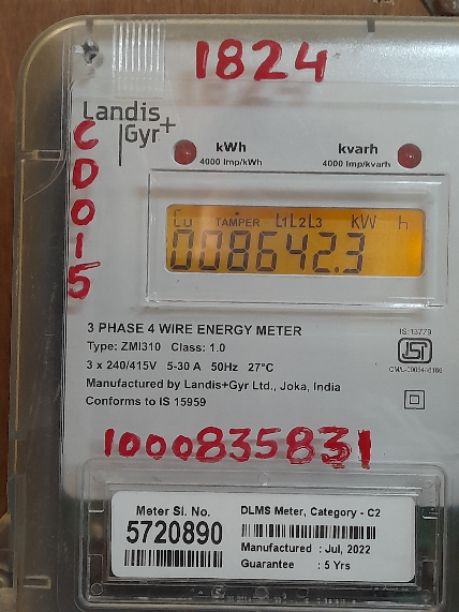 1824
Landis
Gyr+
CD015
kWh
4000 Imp/kWh
kvarh
4000 Imp/kvarh
Cu TAMPER L1L2L3 kW h
008642.3
3 PHASE 4 WIRE ENERGY METER
Type: ZMI310 Class: 1.0
3 x 240/415V 5-30 A 50Hz 27°C
Manufactured by Landis+Gyr Ltd., Joka, India
Conforms to IS 15959
IS:13779
ISI
1000835831
Meter Sl. No.
5720890
DLMS Meter, Category - C2
Manufactured : Jul, 2022
Guarantee : 5 Yrs